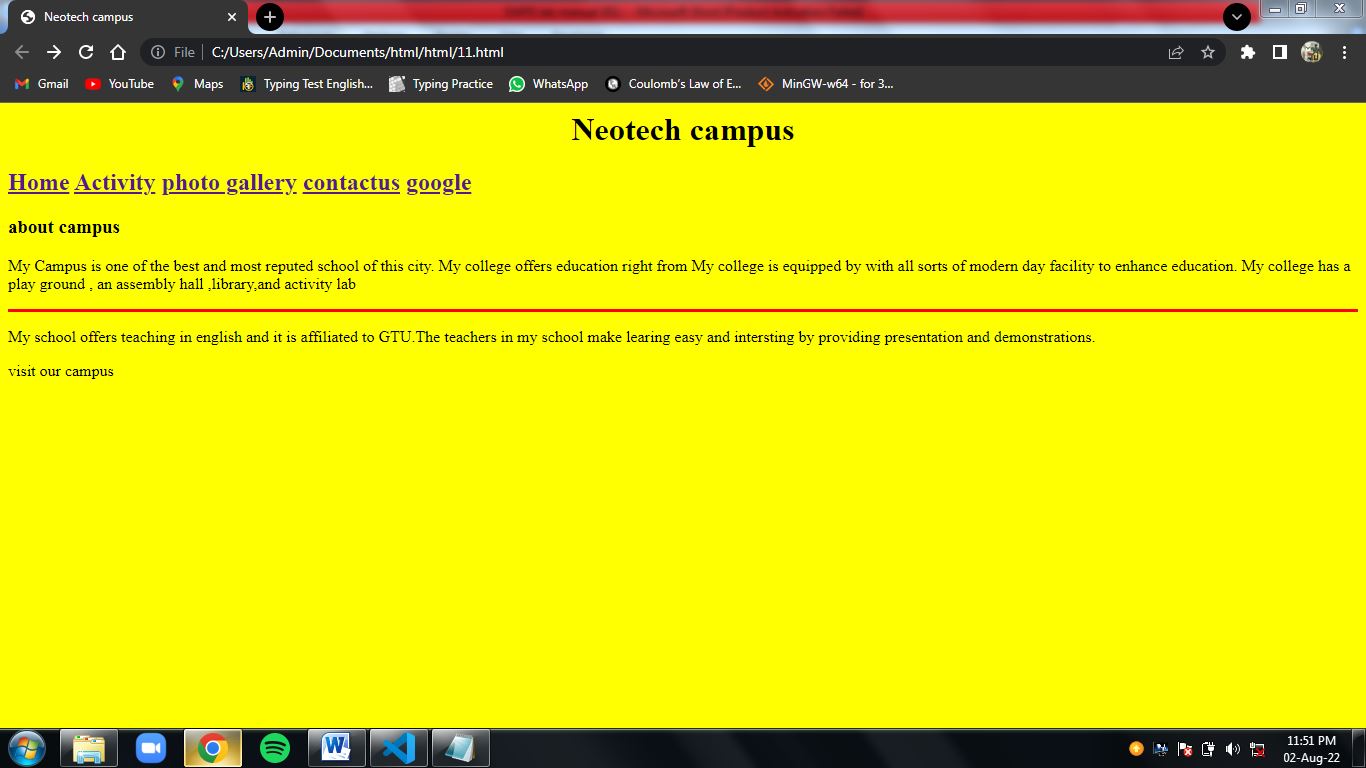 Neotech campus
File C:/Users/Admin/Documents/html/html/11.html
Gmail YouTube Maps Typing Test English... Typing Practice WhatsApp Coulomb's Law of E... MinGW-w64 - for 3...
Neotech campus
Home Activity photo gallery contactus google
about campus
My Campus is one of the best and most reputed school of this city. My college offers education right from My college is equipped by with all sorts of modern day facility to enhance education. My college has a
play ground , an assembly hall ,library,and activity lab
My school offers teaching in english and it is affiliated to GTU.The teachers in my school make learing easy and intersting by providing presentation and demonstrations.
visit our campus
11:51 PM
02-Aug-22